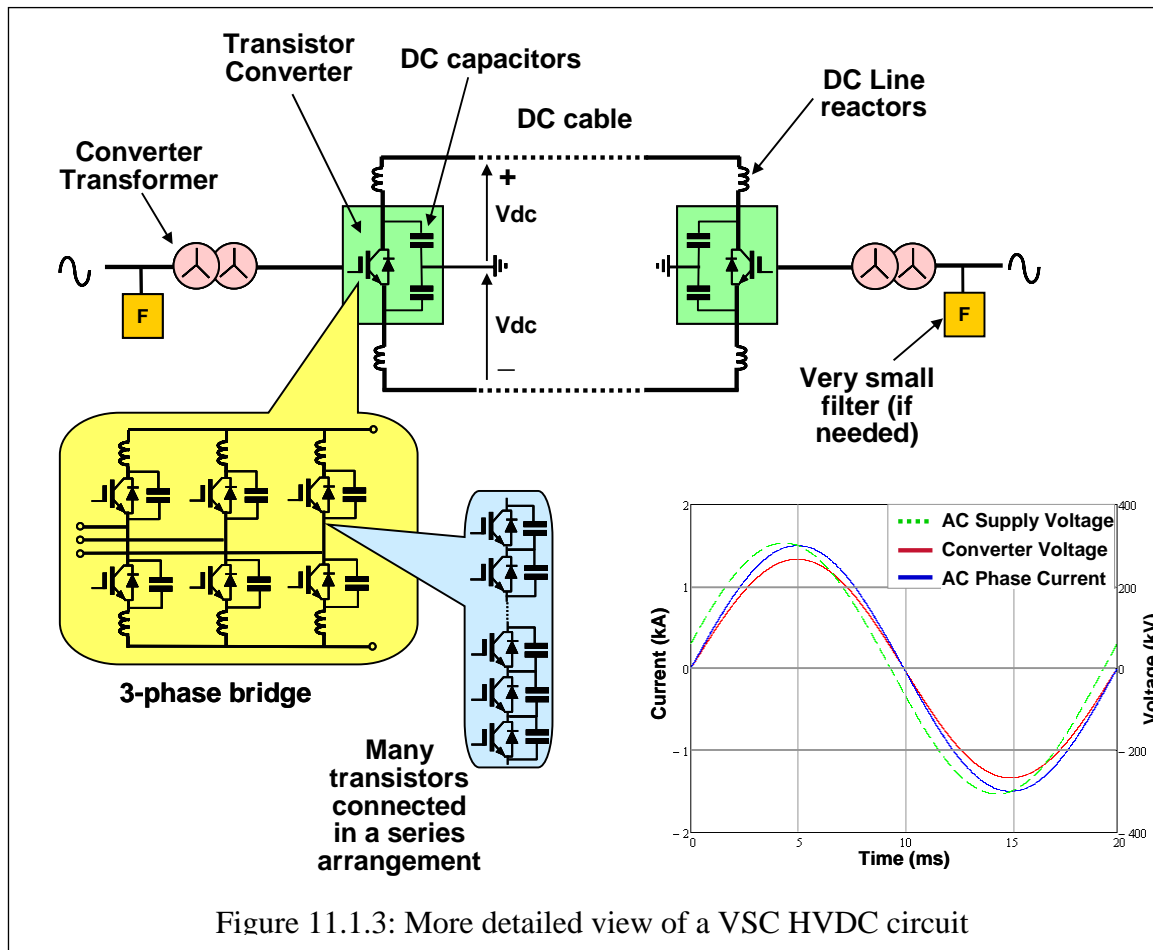 Transistor
Converter
DC capacitors
DC Line
reactors
DC cable
Converter
Transformer
+
Vdc
F
Vdc
–
F
Very small
filter (if
needed)
3-phase bridge
Many
transistors
connected
in a series
arrangement
AC Supply Voltage
Converter Voltage
AC Phase Current
Current (kA)
2
1
0
– 1
– 2
Voltage (kV)
400
200
0
– 200
– 400
0
5
10
15
20
Time (ms)
Figure 11.1.3: More detailed view of a VSC HVDC circuit